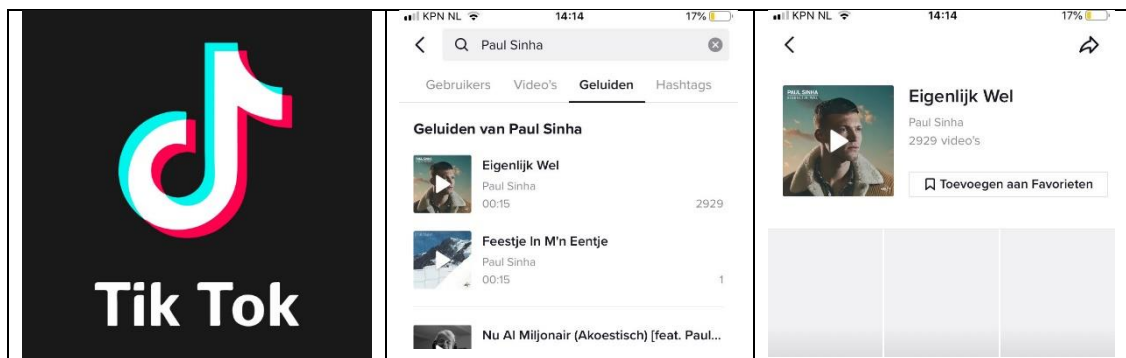 Tik Tok
KPN NL 14:14 17%
Paul Sinha
Gebruikers Video's Geluiden Hashtags
Geluiden van Paul Sinha
Eigenlijk Wel
Paul Sinha
00:15 2929
Feestje In M'n Eentje
Paul Sinha
00:15 1
Nu Al Miljonair (Akoestisch) [feat. Paul...
KPN NL 14:14 17%
PAUL SINHA
Eigenlijk Wel
Paul Sinha
2929 video's
Toevoegen aan Favorieten